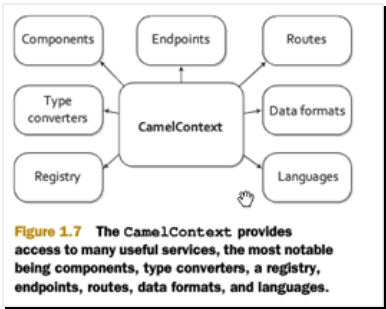 Components
Endpoints
Routes
Type
converters
CamelContext
Data formats
Registry
Languages
Figure 1.7 The CamelContext provides
access to many useful services, the most notable
being components, type converters, a registry,
endpoints, routes, data formats, and languages.